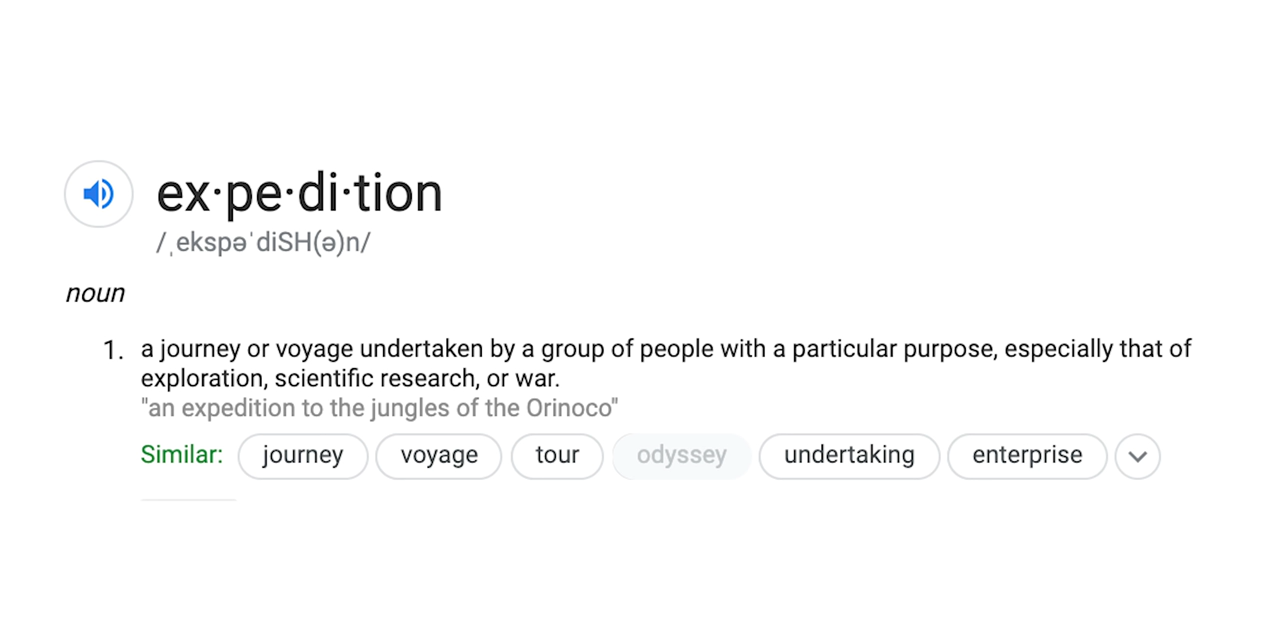 ex·pe·di·tion
/ˌekspəˈdiSH(ə)n/
noun
1. a journey or voyage undertaken by a group of people with a particular purpose, especially that of
exploration, scientific research, or war.
"an expedition to the jungles of the Orinoco"
Similar: journey voyage tour odyssey undertaking enterprise